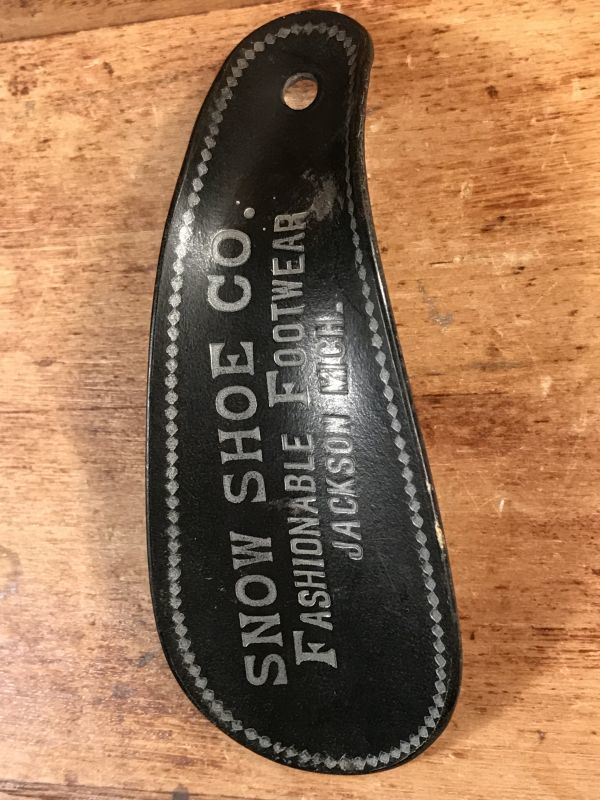 SNOW SHOE CO.
FASHIONABLE FOOTWEAR
JACKSON MICH.